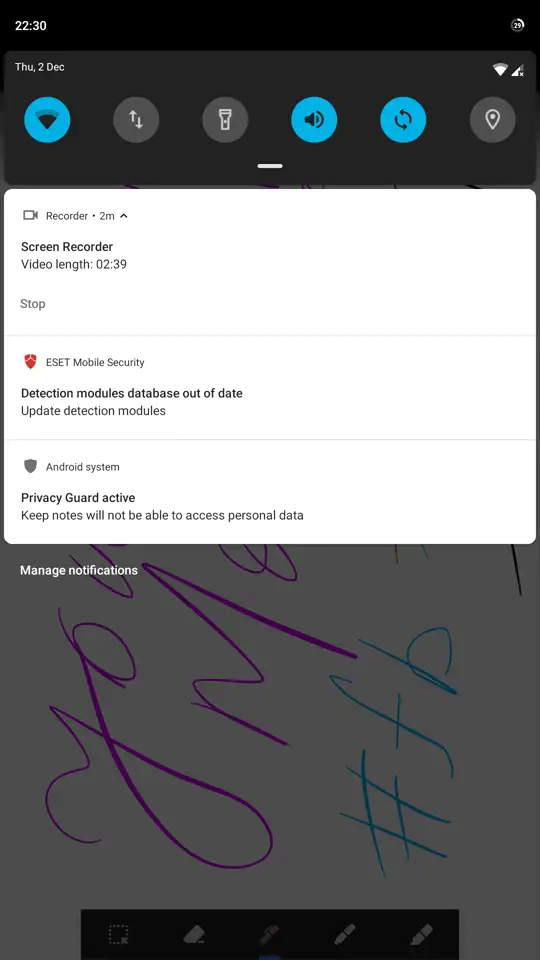 22:30
29
Thu, 2 Dec
Recorder • 2m
Screen Recorder
Video length: 02:39
Stop
ESET Mobile Security
Detection modules database out of date
Update detection modules
Android system
Privacy Guard active
Keep notes will not be able to access personal data
Manage notifications